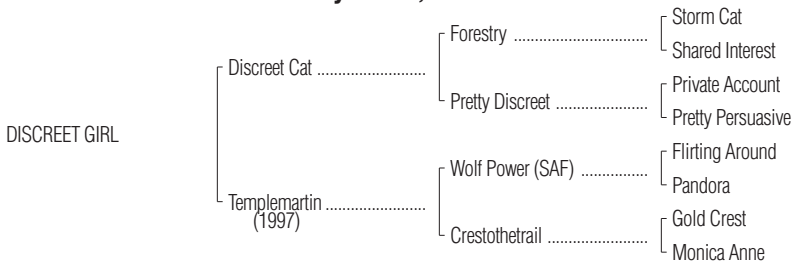 Storm Cat
Forestry ................................
Shared Interest
Discreet Cat ..........................
Private Account
Pretty Discreet ......................
Pretty Persuasive
DISCREET GIRL
Flirting Around
Wolf Power (SAF) ................
Pandora
Templemartin ........................
(1997)
Gold Crest
Crestothetrail ........................
Monica Anne